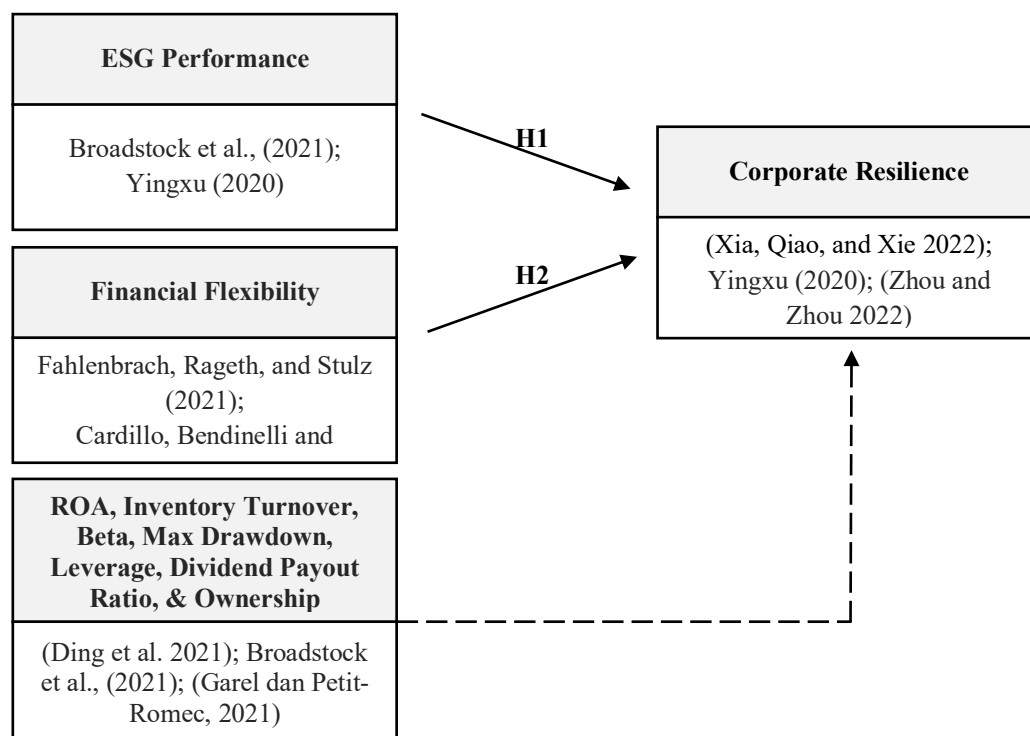 ESG Performance
Broadstock et al., (2021);
Yingxu (2020)
H1
Corporate Resilience
(Xia, Qiao, and Xie 2022);
Yingxu (2020); (Zhou and
Zhou 2022)
Financial Flexibility
Fahlenbrach, Rageth, and Stulz
(2021);
Cardillo, Bendinelli and
H2
ROA, Inventory Turnover,
Beta, Max Drawdown,
Leverage, Dividend Payout
Ratio, & Ownership
(Ding et al. 2021); Broadstock
et al., (2021); (Garel dan Petit-
Romec, 2021)